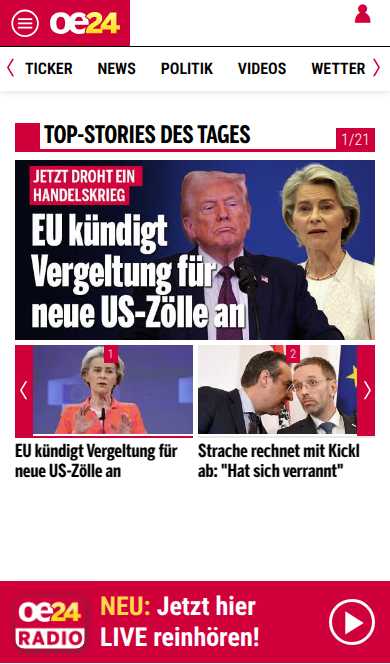 oe24
TICKER NEWS POLITIK VIDEOS WETTER
TOP-STORIES DES TAGES
1/21
JETZT DROHT EIN
HANDELSKRIEG
EU kündigt
Vergeltung für
neue US-Zölle an
1
2
EU kündigt Vergeltung für
neue US-Zölle an
Strache rechnet mit Kickl
ab: "Hat sich verrannt"
oe24
RADIO
NEU: Jetzt hier
LIVE reinhören!